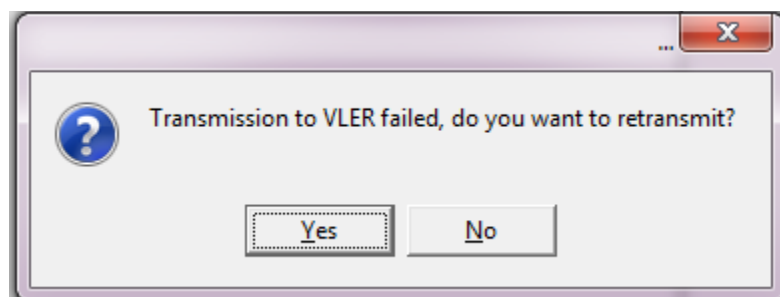 ...
Transmission to VLER failed, do you want to retransmit?
Yes
No